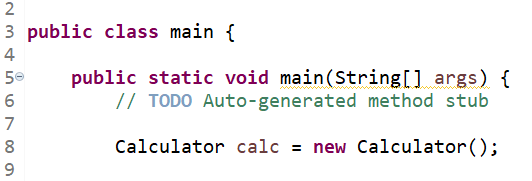 2
3 public class main {
4
5 public static void main(String[] args) {
6 // TODO Auto-generated method stub
7
8 Calculator calc = new Calculator();
9